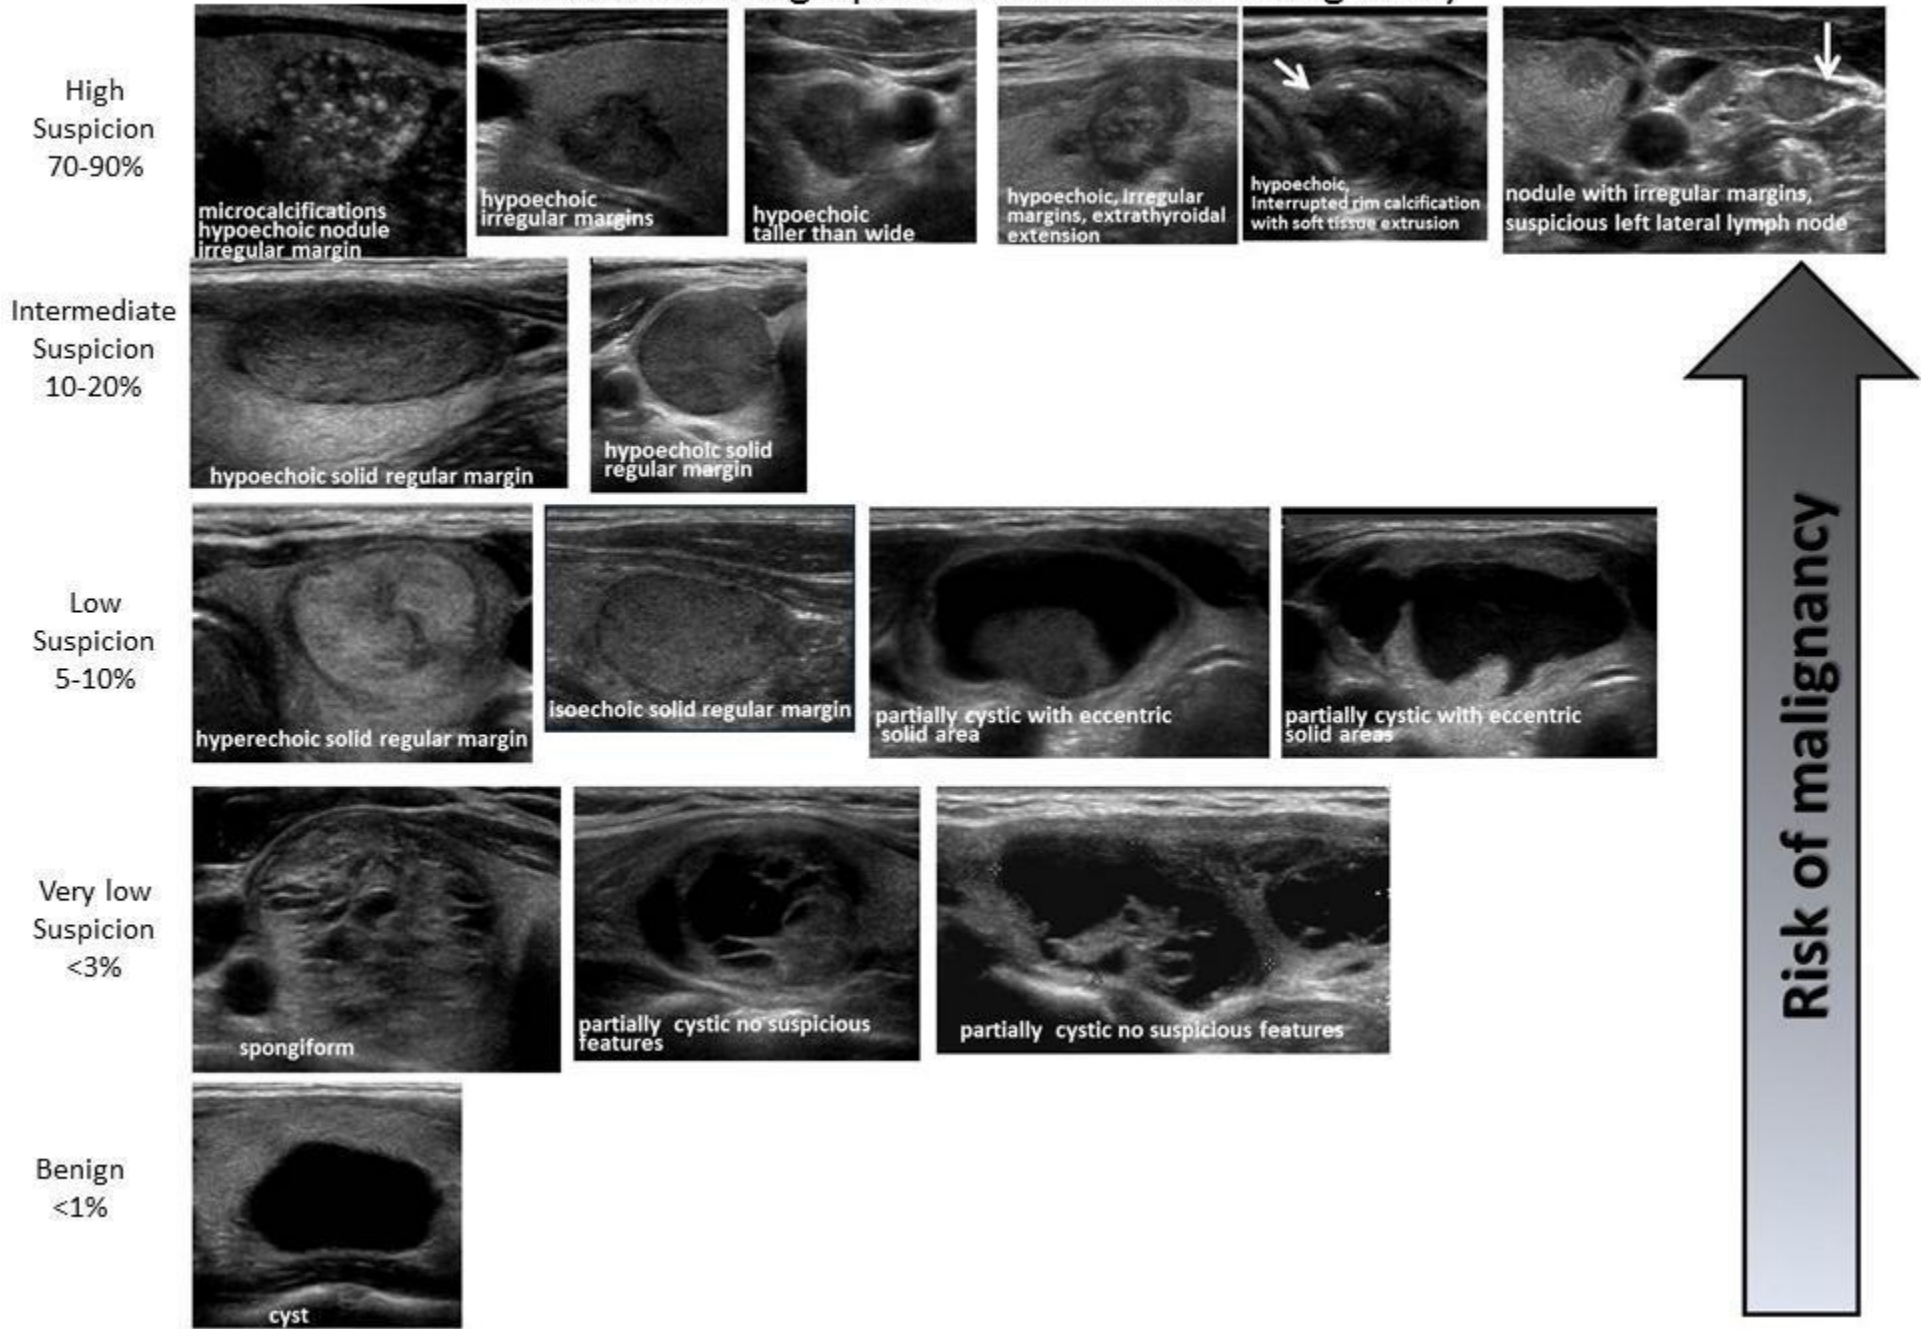 High
Suspicion
70-90%
microcalcifications
hypoechoic nodule
irregular margin
hypoechoic
irregular margins
hypoechoic
taller than wide
hypoechoic, irregular
margins, extrathyroidal
extension
hypoechoic,
Interrupted rim calcification
with soft tissue extrusion
nodule with irregular margins,
suspicious left lateral lymph node
Intermediate
Suspicion
10-20%
hypoechoic solid regular margin
hypoechoic solid
regular margin
Low
Suspicion
5-10%
hyperechoic solid regular margin
isoechoic solid regular margin
partially cystic with eccentric
solid area
partially cystic with eccentric
solid areas
Very low
Suspicion
<3%
spongiform
partially cystic no suspicious
features
partially cystic no suspicious features
Benign
<1%
cyst
Risk of malignancy